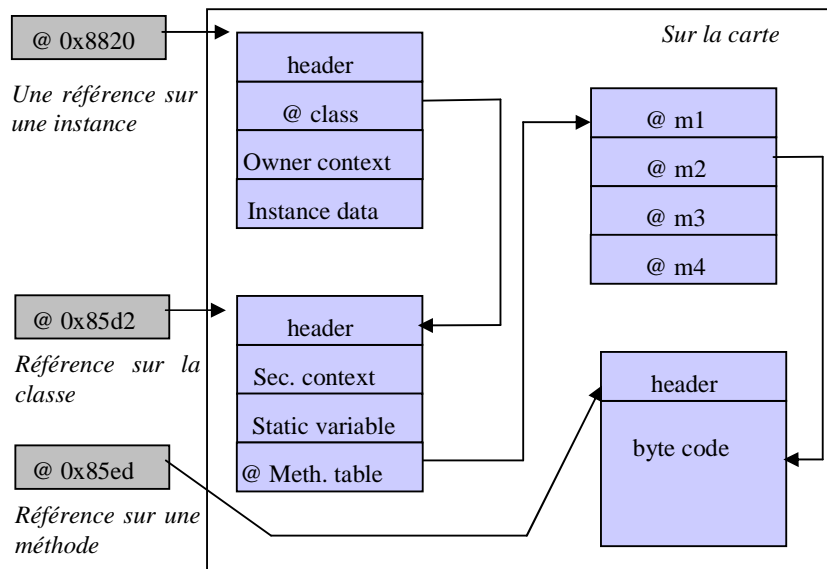 @ 0x8820
Une référence sur
une instance
header
@ class
Owner context
Instance data
Sur la carte
@ m1
@ m2
@ m3
@ m4
@ 0x85d2
Référence sur la
classe
header
Sec. context
Static variable
@ Meth. table
@ 0x85ed
Référence sur une
méthode
header
byte code